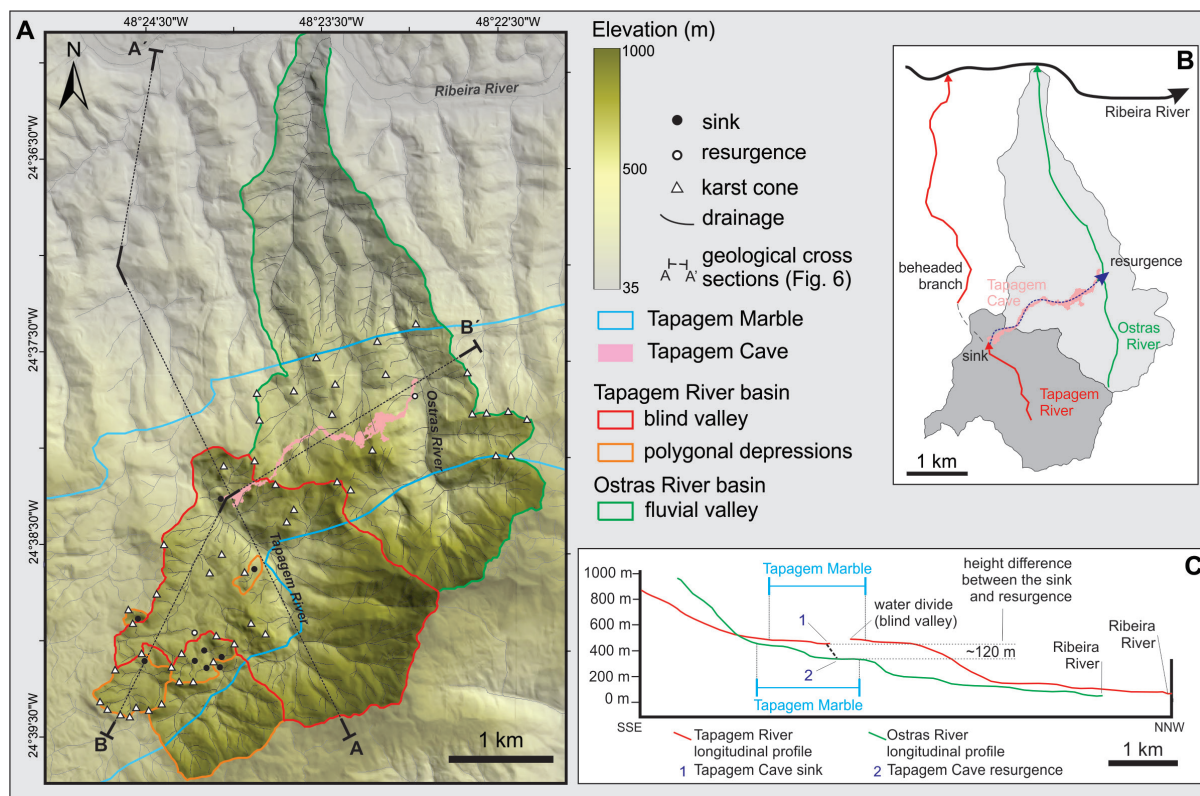 A
48°24'30"W
48°23'30"W
48°22'30"W
N
A´
Ribeira River
24°36'30"W
24°37'30"W
24°38'30"W
24°39'30"W
B´
Ostras River
Tapagem River
B
A
1 km
Elevation (m)
1000
500
35
sink
resurgence
karst cone
drainage
A A'
geological cross
sections (Fig. 6)
Tapagem Marble
Tapagem Cave
Tapagem River basin
blind valley
polygonal depressions
Ostras River basin
fluvial valley
B
Ribeira River
beheaded
branch
resurgence
Tapagem
Cave
Ostras
River
sink
Tapagem
River
1 km
C
1000 m
800 m
600 m
400 m
200 m
0 m
Tapagem Marble
height difference
between the sink
and resurgence
water divide
(blind valley)
1
2
~120 m
Ribeira
River
Ribeira
River
Tapagem Marble
SSE
NNW
Tapagem River
longitudinal profile
Ostras River
longitudinal profile
1 Tapagem Cave sink
2 Tapagem Cave resurgence
1 km